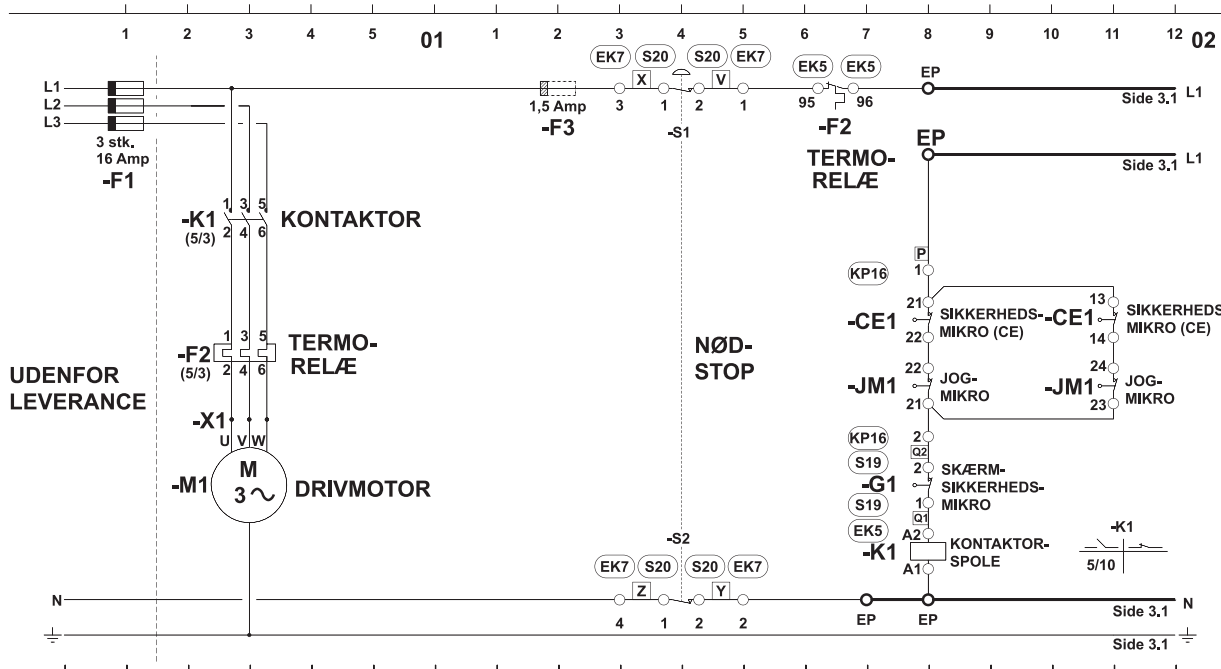 1 2 3 4 5 01 1 2 3 4 5 6 7 8 9 10 11 12 02
EK7 S20 S20 EK7
X V
EK5 EK5
EP
L1
L2
L3
3 1 2 1
95 96
Side 3.1 L1
1,5 Amp
-F3
-S1
-F2
TERMO-
RELÆ
3 stk.
16 Amp
-F1
EP
Side 3.1 L1
1 3 5
-K1
(5/3)
2 4 6
KONTAKTOR
P
KP16 1
21
-CE1
SIKKERHEDS-
MIKRO (CE)
22
13
-CE1
SIKKERHEDS
MIKRO (CE)
14
1 3 5
-F2
(5/3)
2 4 6
TERMO-
RELÆ
NØD-
STOP
22
-JM1
JOG-
MIKRO
21
24
-JM1
JOG-
MIKRO
23
UDENFOR
LEVERANCE
-X1
U V W
-M1
M
3
DRIVMOTOR
KP16 2
Q2
S19 2
-G1
SKÆRM-
SIKKERHEDS-
MIKRO
S19 1
Q1
EK5 A2
-K1
KONTAKTOR-
SPOLE
A1
-K1
5/10
-S2
EK7 S20 S20 EK7
Z Y
N
4 1 2 2
EP EP
Side 3.1 N
Side 3.1